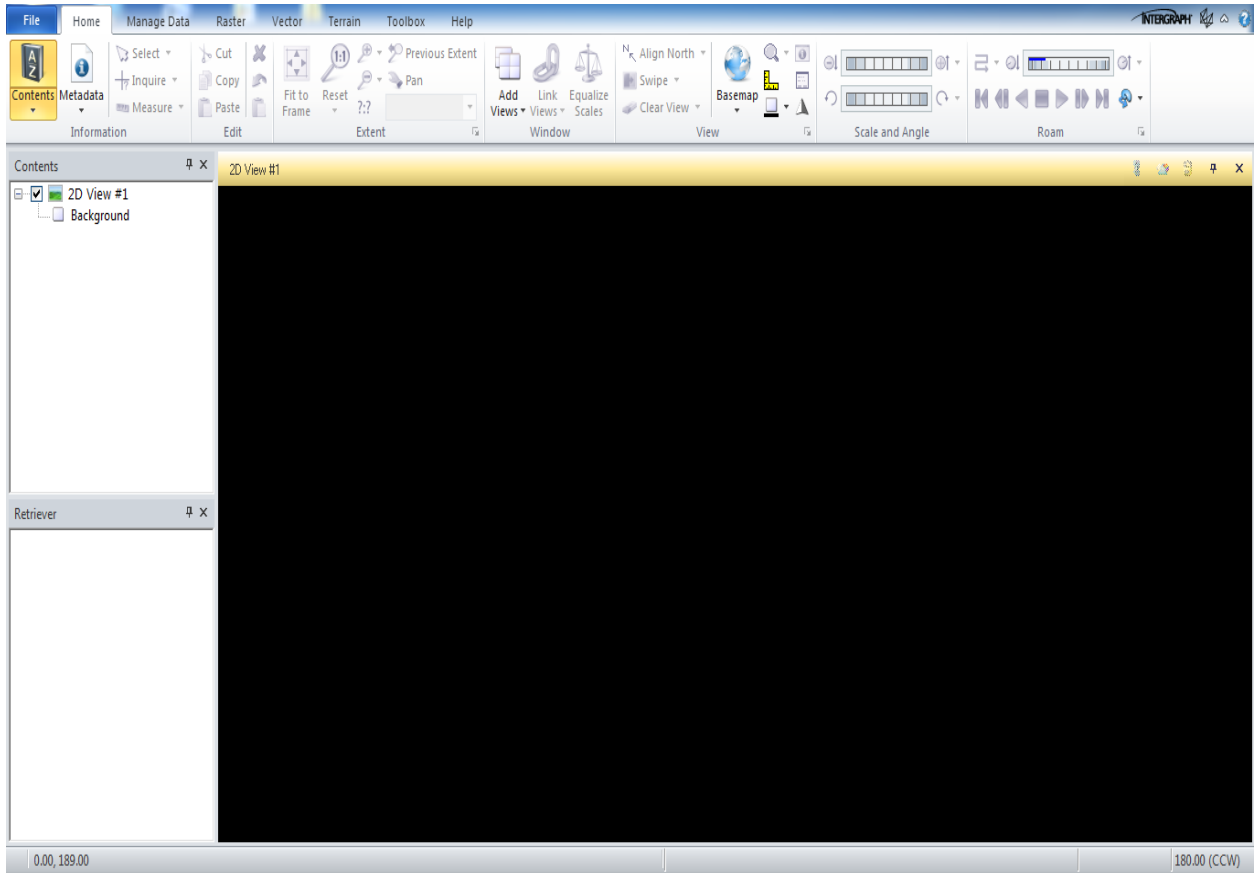 File Home Manage Data Raster Vector Terrain Toolbox Help INTERGRAPH
Contents Metadata Select Inquire Measure
Information
Cut Copy Paste
Edit
Fit to Frame Reset 1:1 Previous Extent Pan ?:?
Extent
Add Views Link Views Equalize Scales
Window
N Align North Swipe Clear View Basemap
View
Scale and Angle
Roam
Contents
2D View #1
2D View #1
Background
Retriever
0.00, 189.00
180.00 (CCW)